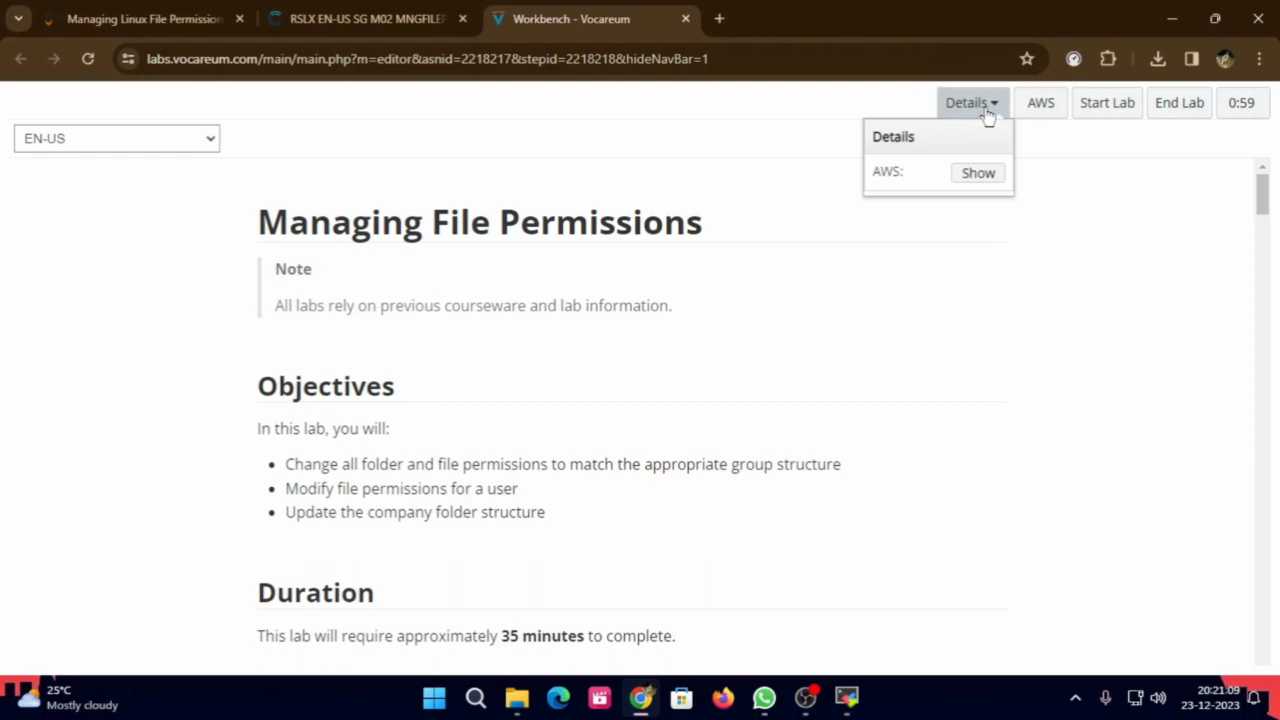 Managing Linux File Permission
RSLX EN-US SG M02 MNGFILEF
Workbench - Vocareum
labs.vocareum.com/main/main.php?m=editor&asnid=2218217&stepid=2218218&hideNavBar=1
Details
AWS
Start Lab
End Lab
0:59
EN-US
Details
AWS:
Show
Managing File Permissions
Note
All labs rely on previous courseware and lab information.
Objectives
In this lab, you will:
Change all folder and file permissions to match the appropriate group structure
Modify file permissions for a user
Update the company folder structure
Duration
This lab will require approximately 35 minutes to complete.
25°C
Mostly cloudy
20:21:09
23-12-2023